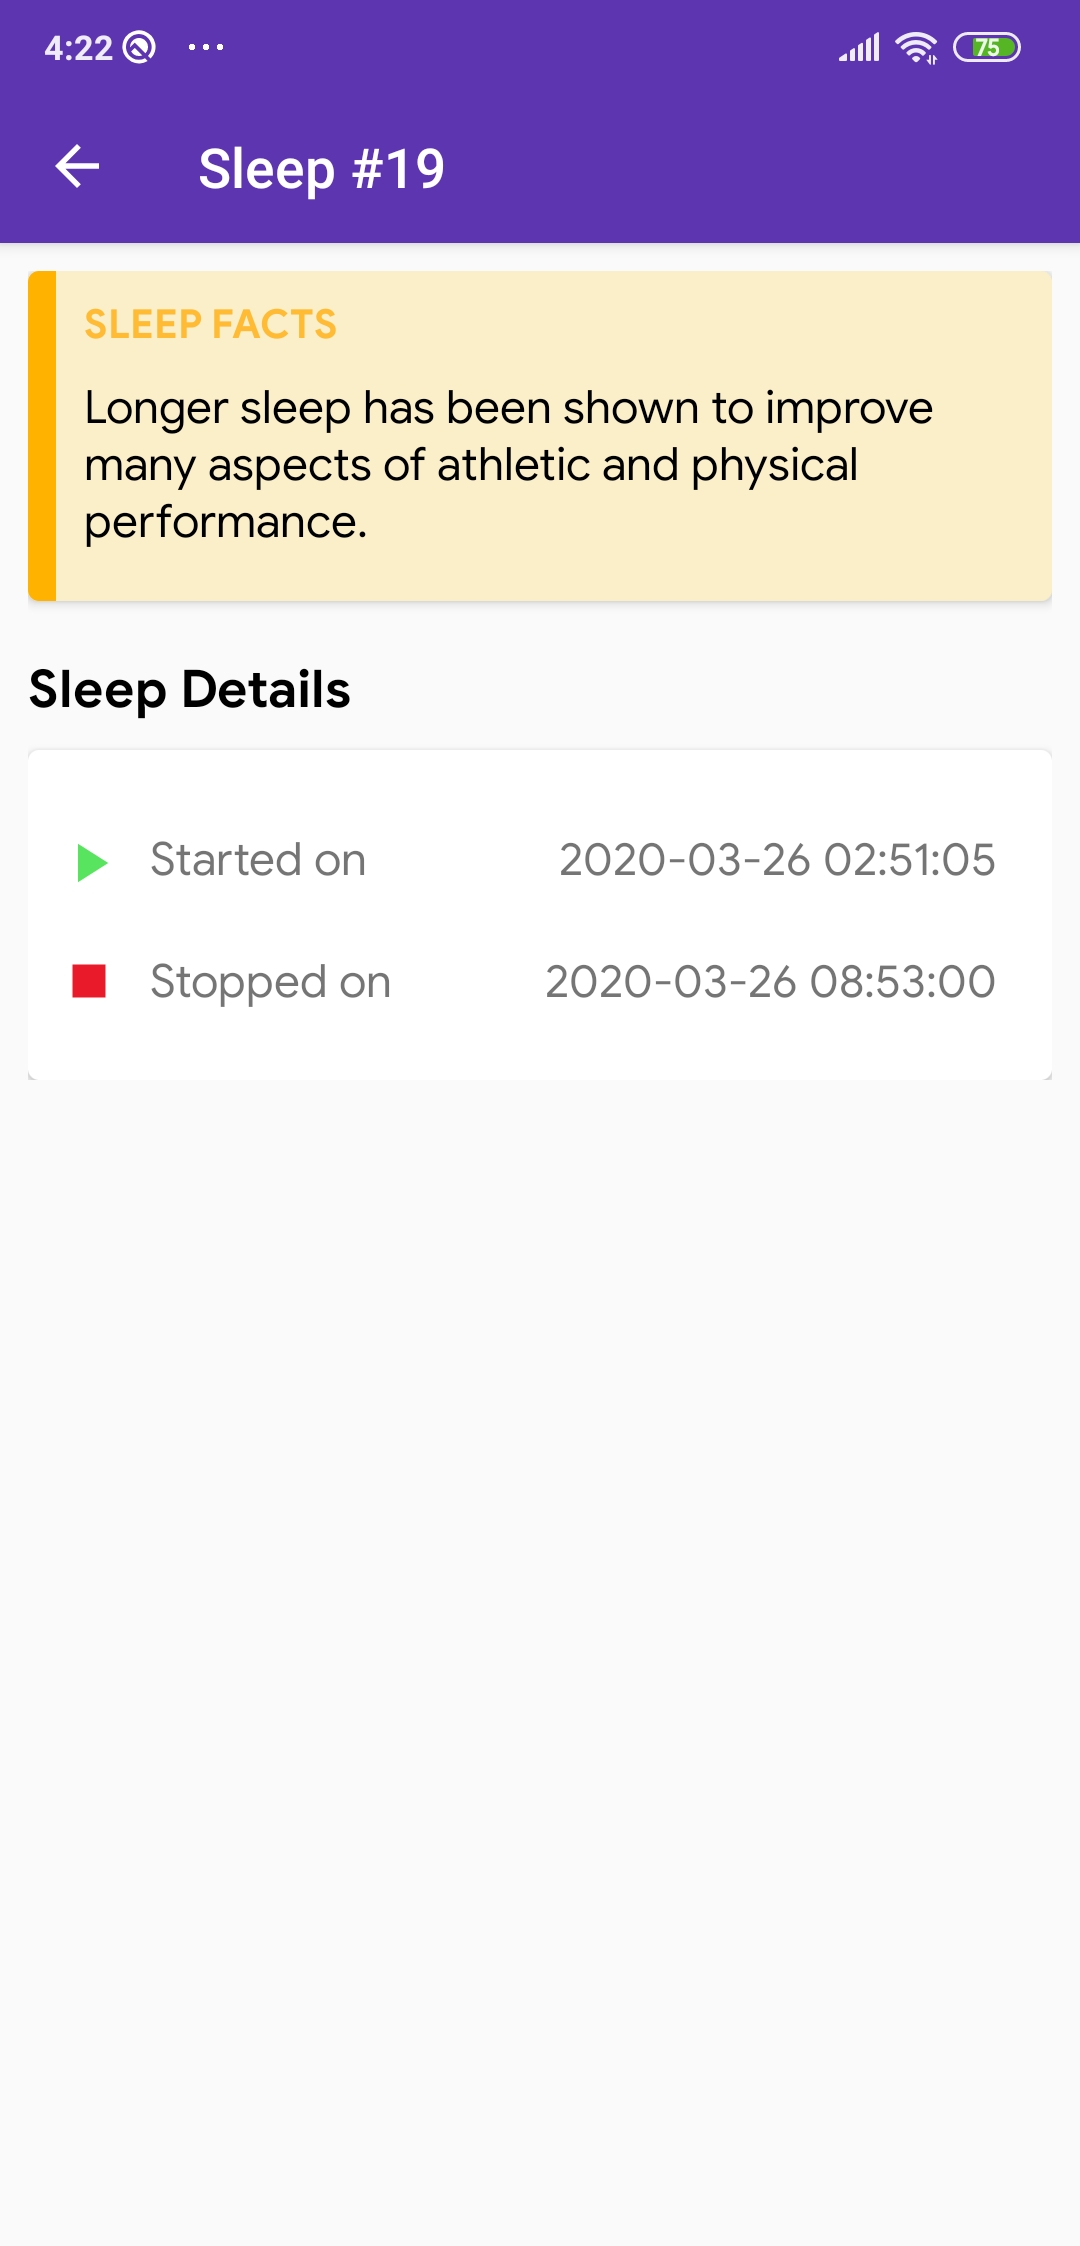 4:22
75
Sleep #19
SLEEP FACTS
Longer sleep has been shown to improve
many aspects of athletic and physical
performance.
Sleep Details
Started on 2020-03-26 02:51:05
Stopped on 2020-03-26 08:53:00